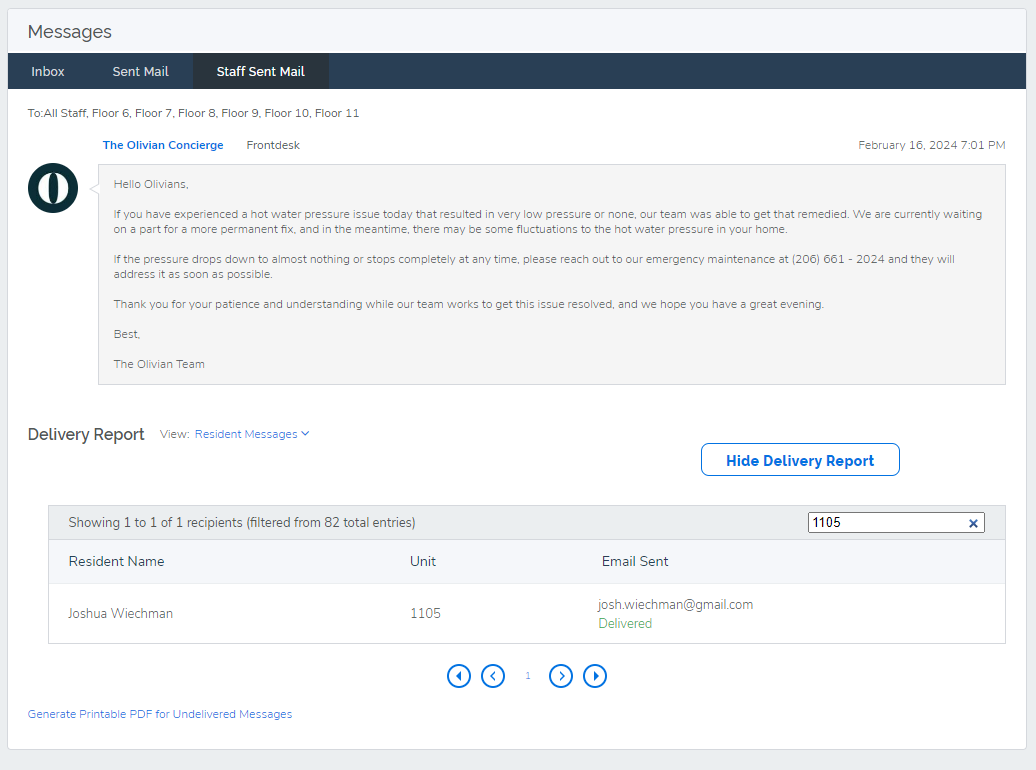 Messages
Inbox Sent Mail Staff Sent Mail
To:All Staff, Floor 6, Floor 7, Floor 8, Floor 9, Floor 10, Floor 11
The Olivian Concierge Frontdesk February 16, 2024 7:01 PM
Hello Olivians,
If you have experienced a hot water pressure issue today that resulted in very low pressure or none, our team was able to get that remedied. We are currently waiting
on a part for a more permanent fix, and in the meantime, there may be some fluctuations to the hot water pressure in your home.
If the pressure drops down to almost nothing or stops completely at any time, please reach out to our emergency maintenance at (206) 661 - 2024 and they will
address it as soon as possible.
Thank you for your patience and understanding while our team works to get this issue resolved, and we hope you have a great evening.
Best,
The Olivian Team
Delivery Report View: Resident Messages
Hide Delivery Report
Showing 1 to 1 of 1 recipients (filtered from 82 total entries) 1105
Resident Name Unit Email Sent
Joshua Wiechman 1105 josh.wiechman@gmail.com
Delivered
1
Generate Printable PDF for Undelivered Messages